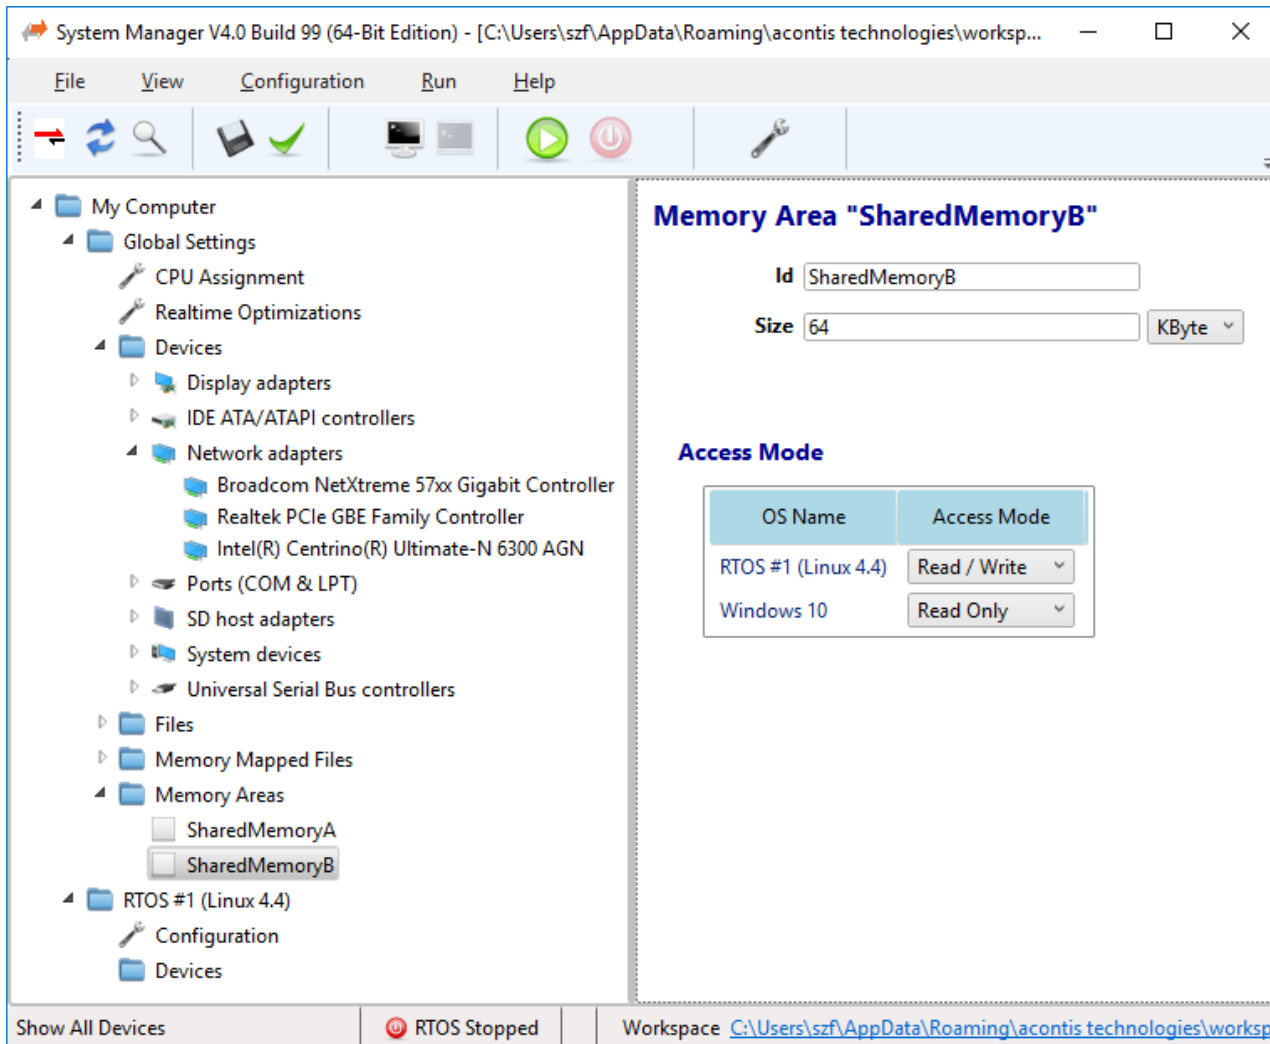 System Manager V4.0 Build 99 (64-Bit Edition) - [C:\Users\szf\AppData\Roaming\acontis technologies\worksp...
File View Configuration Run Help
My Computer
Global Settings
CPU Assignment
Realtime Optimizations
Devices
Display adapters
IDE ATA/ATAPI controllers
Network adapters
Broadcom NetXtreme 57xx Gigabit Controller
Realtek PCIe GBE Family Controller
Intel(R) Centrino(R) Ultimate-N 6300 AGN
Ports (COM & LPT)
SD host adapters
System devices
Universal Serial Bus controllers
Files
Memory Mapped Files
Memory Areas
SharedMemoryA
SharedMemoryB
RTOS #1 (Linux 4.4)
Configuration
Devices
Memory Area "SharedMemoryB"
Id SharedMemoryB
Size 64 KByte
Access Mode
OS Name Access Mode
RTOS #1 (Linux 4.4) Read / Write
Windows 10 Read Only
Show All Devices RTOS Stopped Workspace C:\Users\szf\AppData\Roaming\acontis technologies\worksp